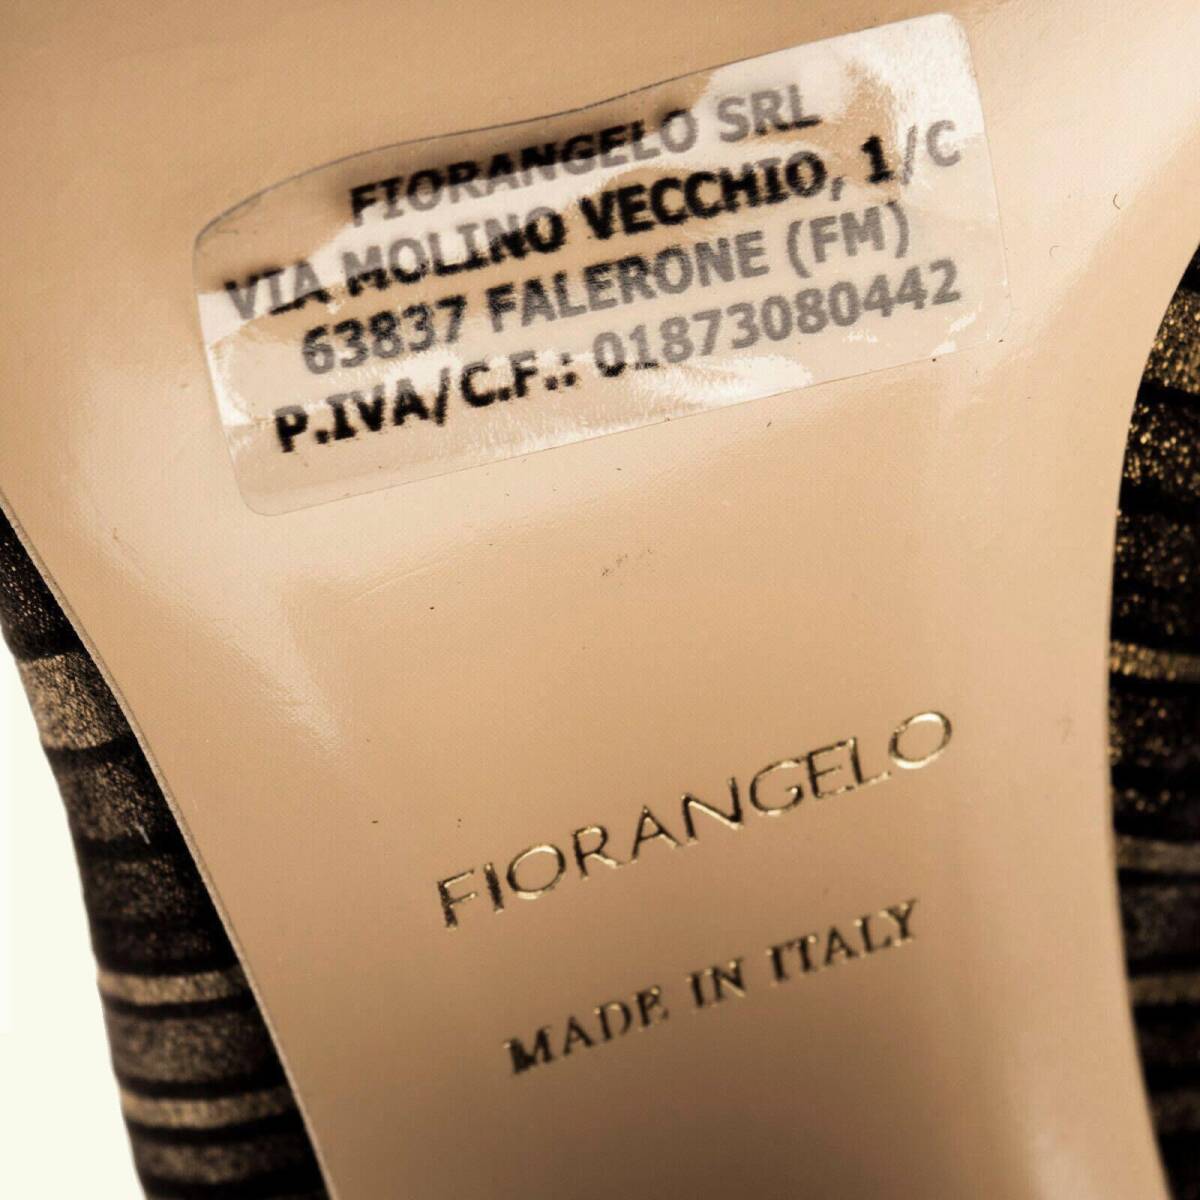 FIORANGELO SRL
VIA MOLINO VECCHIO, 1/C
63837 FALERONE (FM)
P.IVA/C.F.: 01873080442
FIORANGELO
MADE IN ITALY